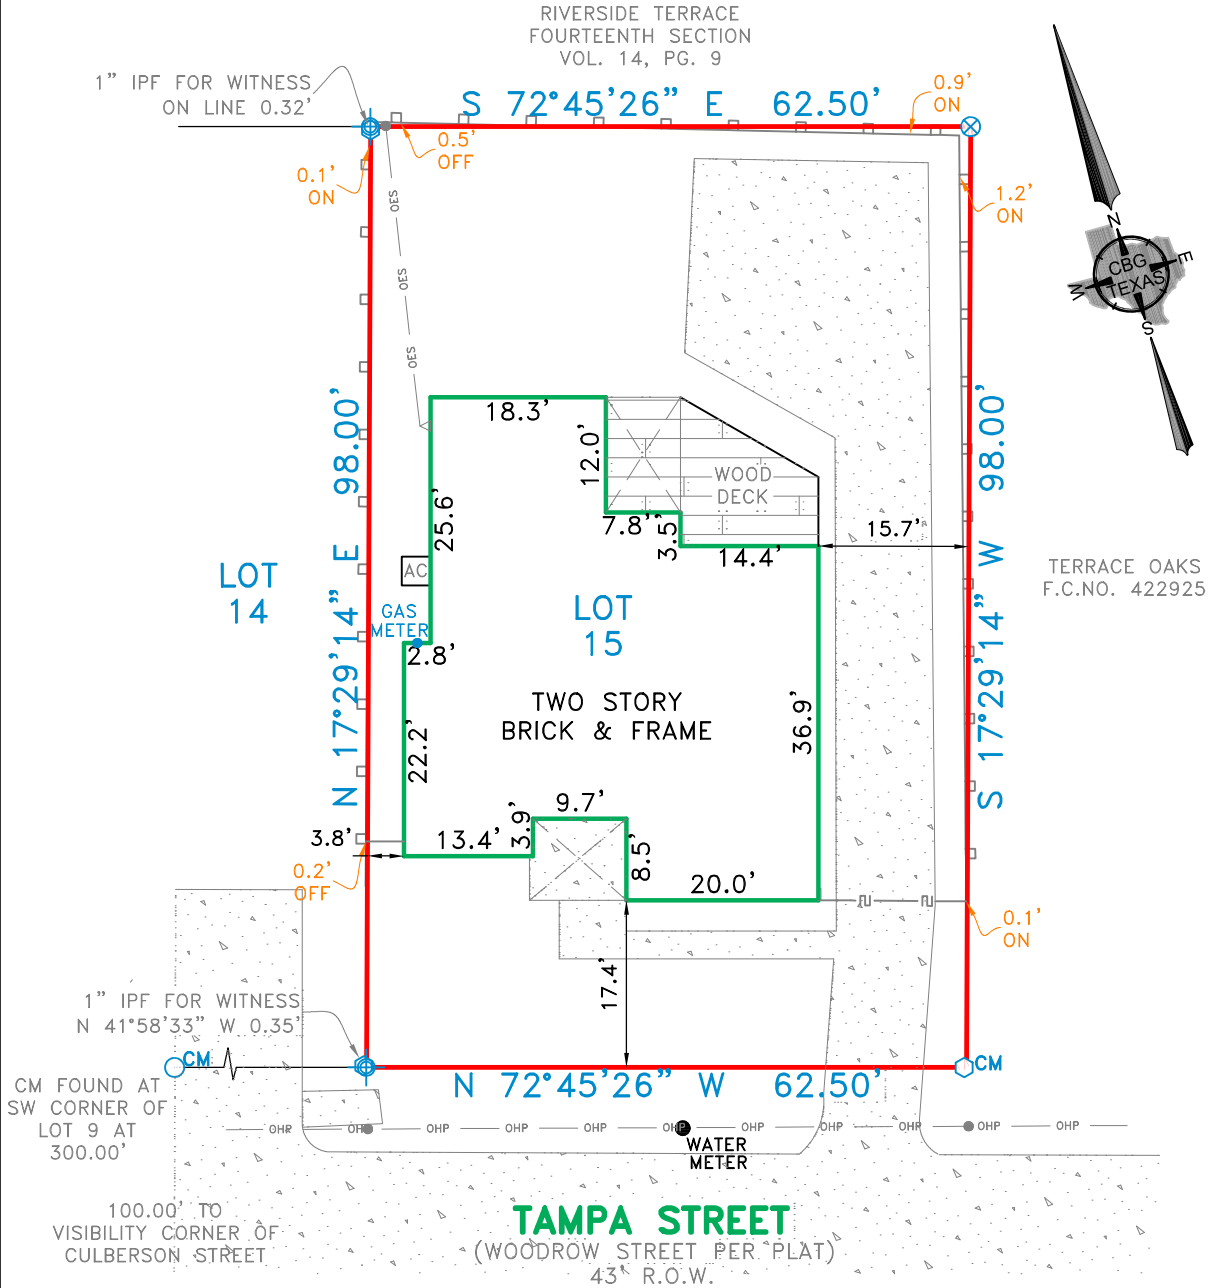 RIVERSIDE TERRACE
FOURTEENTH SECTION
VOL. 14, PG. 9
1" IPF FOR WITNESS
ON LINE 0.32'
S 72°45'26" E 62.50'
0.9'
ON
0.5'
OFF
0.1'
ON
1.2'
ON
N
E
CBG
TEXAS
W
S
OES
OES
OES
18.3'
12.0'
WOOD
DECK
25.6'
7.8'
3.5'
14.4'
15.7'
N 17°29'14" E 98.00'
S 17°29'14" W 98.00'
TERRACE OAKS
F.C.NO. 422925
LOT
14
AC
GAS
METER
2.8'
LOT
15
TWO STORY
BRICK & FRAME
36.9'
22.2'
9.7'
3.9'
3.8'
13.4'
8.5'
20.0'
0.2'
OFF
0.1'
ON
17.4'
1" IPF FOR WITNESS
N 41°58'33" W 0.35'
CM
CM
N 72°45'26" W 62.50'
CM FOUND AT
SW CORNER OF
LOT 9 AT
300.00'
OHP OHP OHP OHP OHP OHP OHP OHP OHP OHP OHP
WATER
METER
100.00' TO
VISIBILITY CORNER OF
CULBERSON STREET
TAMPA STREET
(WOODROW STREET PER PLAT)
43' R.O.W.